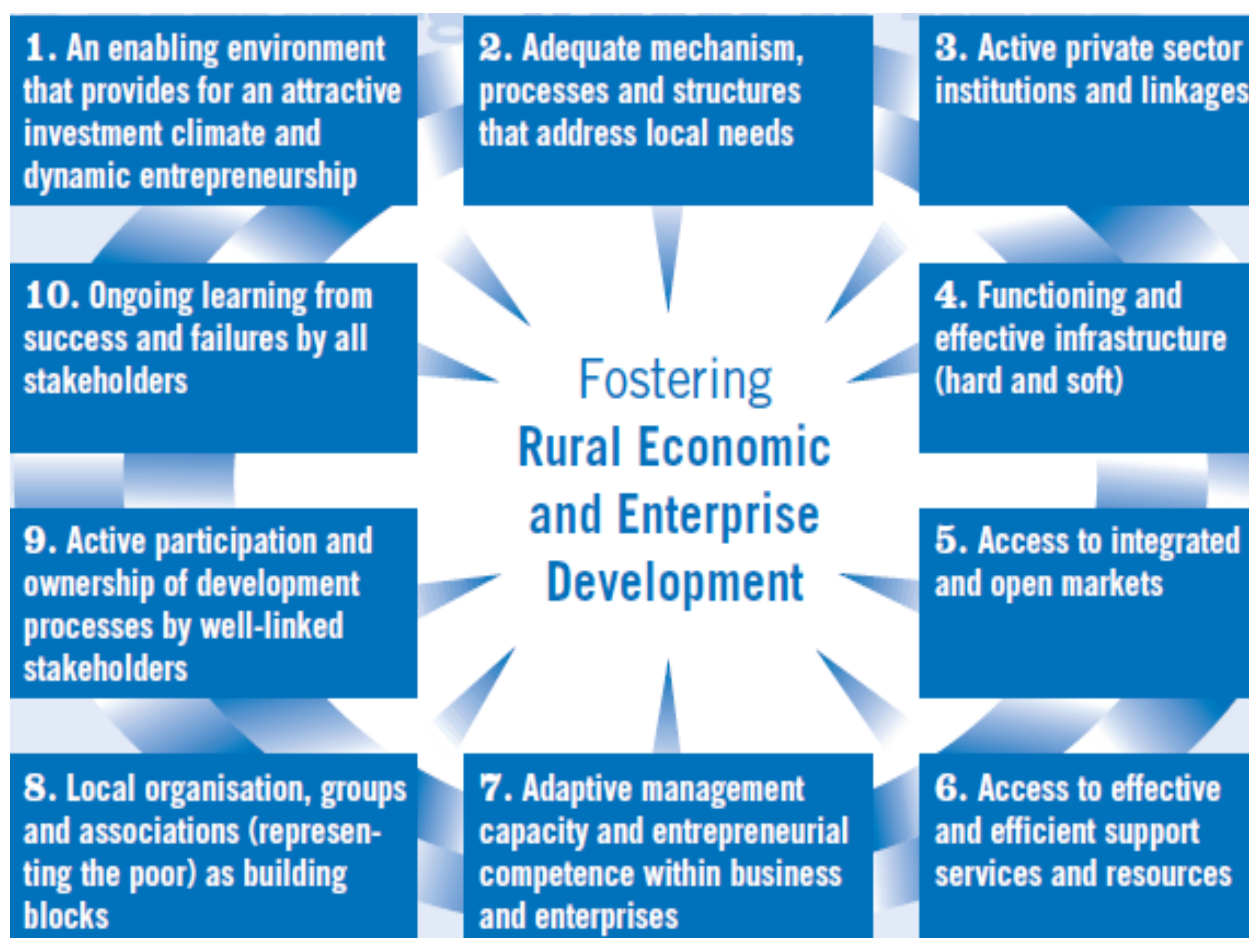 1. An enabling environment
that provides for an attractive
investment climate and
dynamic entrepreneurship
2. Adequate mechanism,
processes and structures
that address local needs
3. Active private sector
institutions and linkages
4. Functioning and
effective infrastructure
(hard and soft)
5. Access to integrated
and open markets
6. Access to effective
and efficient support
services and resources
7. Adaptive management
capacity and entrepreneurial
competence within business
and enterprises
8. Local organisation, groups
and associations (represen-
ting the poor) as building
blocks
9. Active participation and
ownership of development
processes by well-linked
stakeholders
10. Ongoing learning from
success and failures by all
stakeholders
Fostering
Rural Economic
and Enterprise
Development